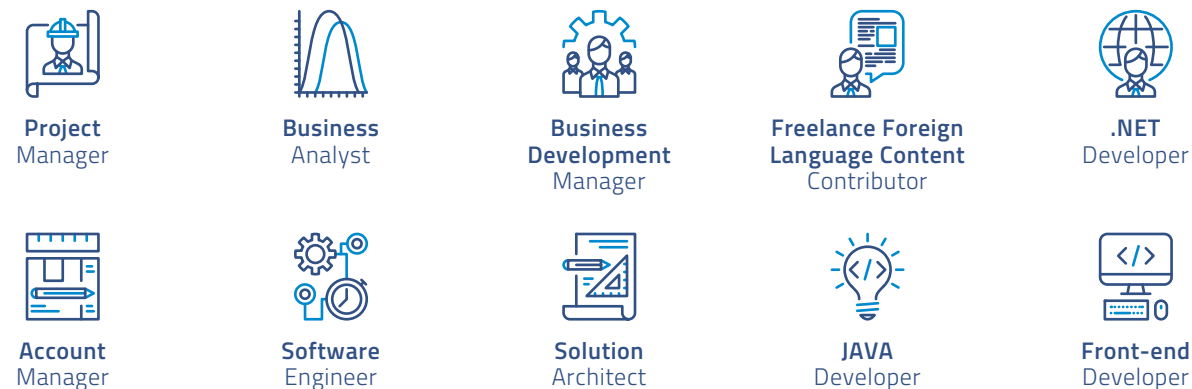 Project
Manager
Business
Analyst
Business
Development
Manager
Freelance Foreign
Language Content
Contributor
.NET
Developer
Account
Manager
Software
Engineer
Solution
Architect
JAVA
Developer
Front-end
Developer